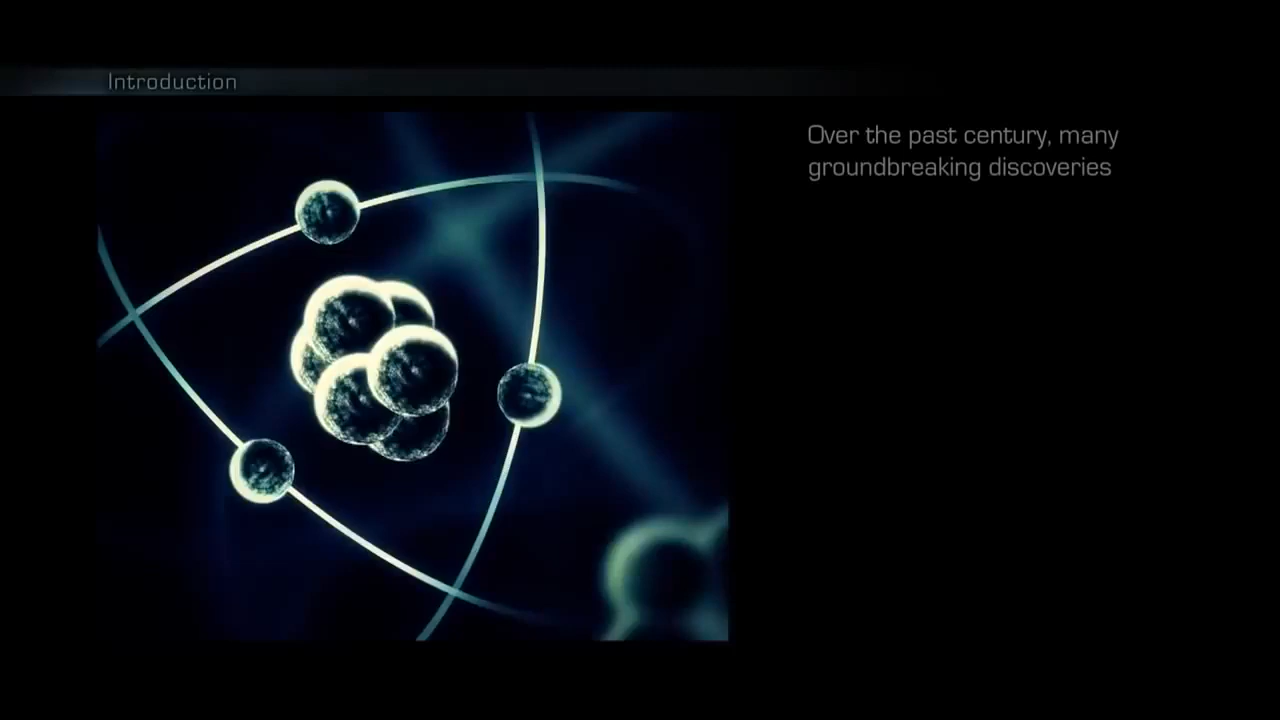 Introduction
Over the past century, many
groundbreaking discoveries